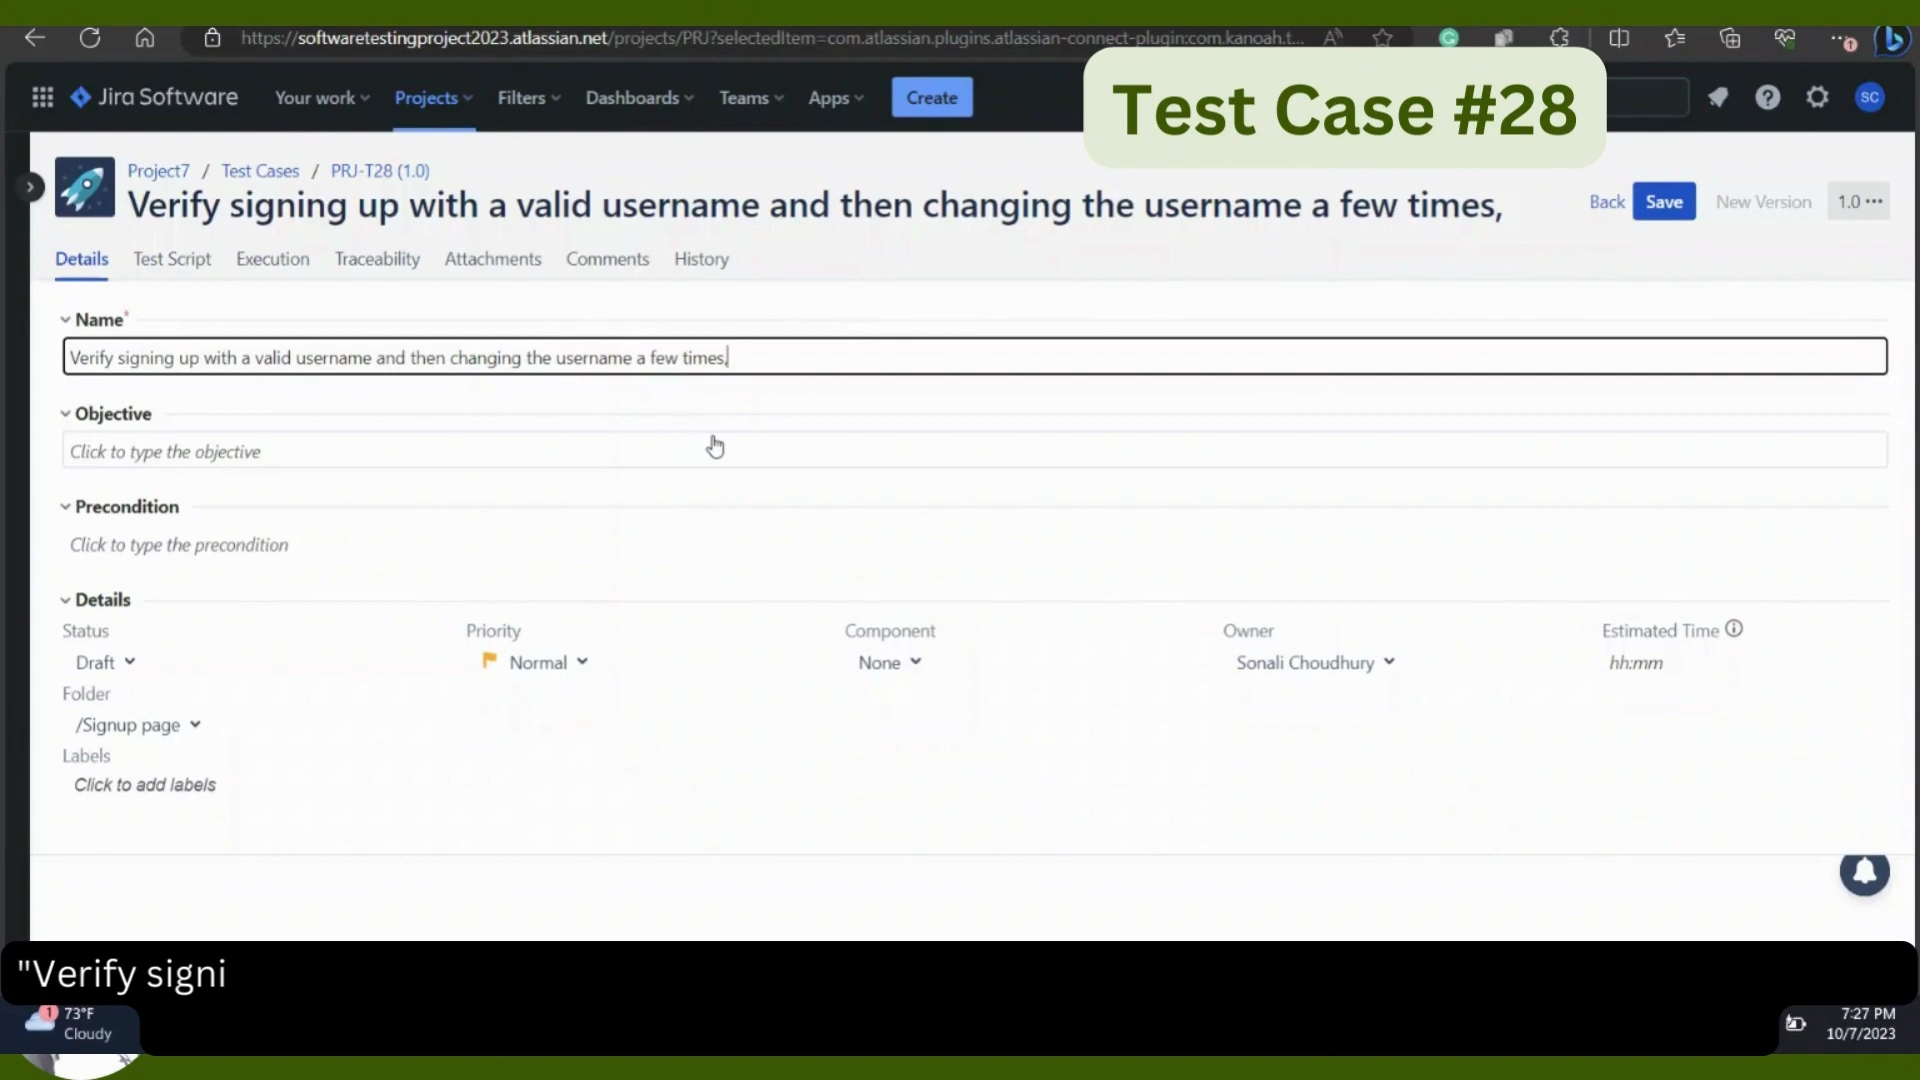 https://softwaretestingproject2023.atlassian.net/projects/PRJ?selectedItem=com.atlassian.plugins.atlassian-connect-plugin:com.kanoah.t...
Test Case #28
Jira Software Your work Projects Filters Dashboards Teams Apps Create SC
Project7 / Test Cases / PRJ-T28 (1.0)
Verify signing up with a valid username and then changing the username a few times,
Back Save New Version 1.0 ...
Details Test Script Execution Traceability Attachments Comments History
Name*
Verify signing up with a valid username and then changing the username a few times,
Objective
Click to type the objective
Precondition
Click to type the precondition
Details
Status Priority Component Owner Estimated Time
Draft Normal None Sonali Choudhury hh:mm
Folder
/Signup page
Labels
Click to add labels
"Verify signi
1 73°F
Cloudy
7:27 PM
10/7/2023